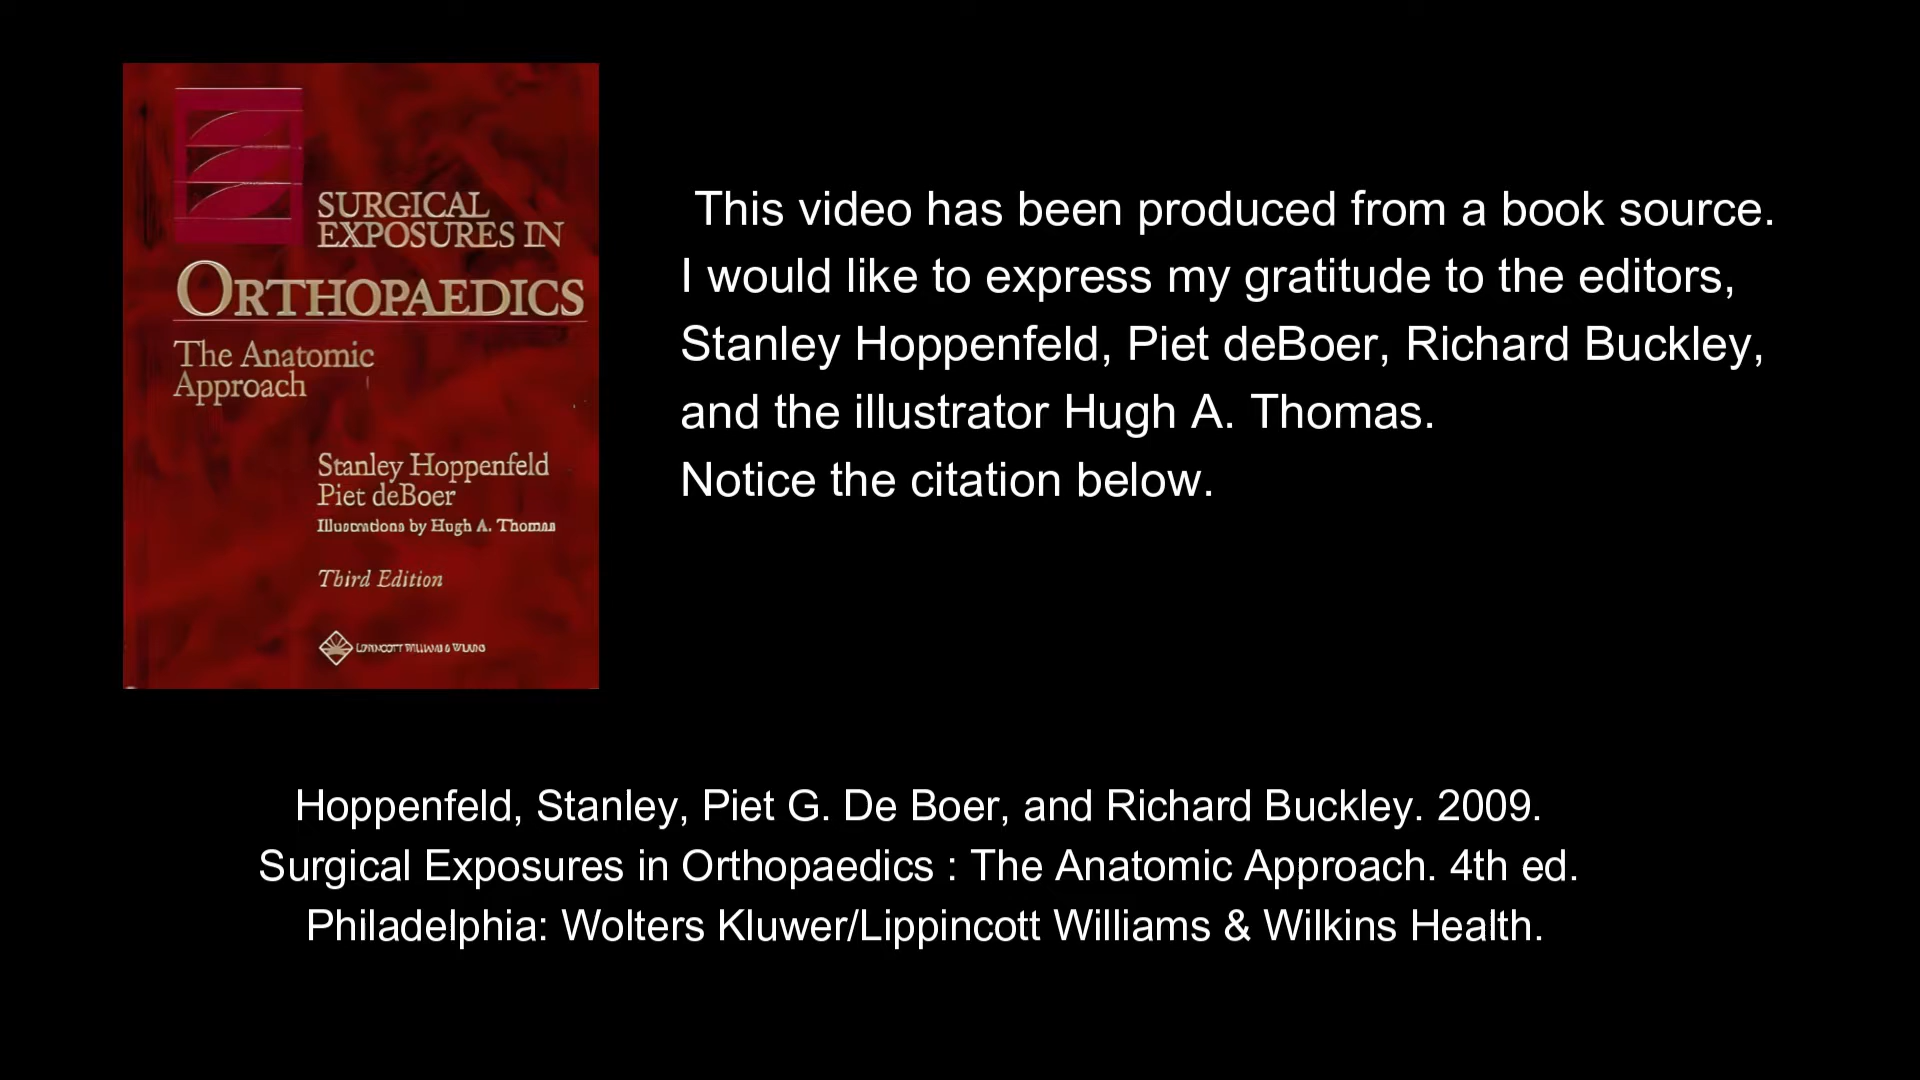 SURGICAL
EXPOSURES IN
ORTHOPAEDICS
The Anatomic
Approach
Stanley Hoppenfeld
Piet deBoer
Illustrations by Hugh A. Thomas
Third Edition
LIPPINCOTT WILLIAMS & WILKINS
This video has been produced from a book source.
I would like to express my gratitude to the editors,
Stanley Hoppenfeld, Piet deBoer, Richard Buckley,
and the illustrator Hugh A. Thomas.
Notice the citation below.
Hoppenfeld, Stanley, Piet G. De Boer, and Richard Buckley. 2009.
Surgical Exposures in Orthopaedics : The Anatomic Approach. 4th ed.
Philadelphia: Wolters Kluwer/Lippincott Williams & Wilkins Health.